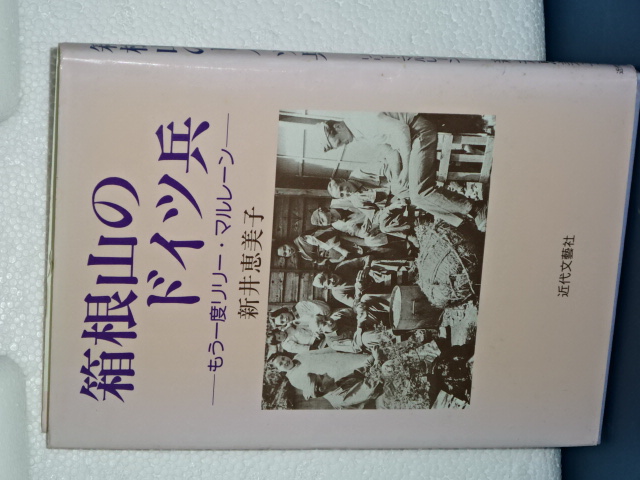 箱根山の
ドイツ兵
―もう一度リリー・マルレーン―
新井恵美子
近代文藝社